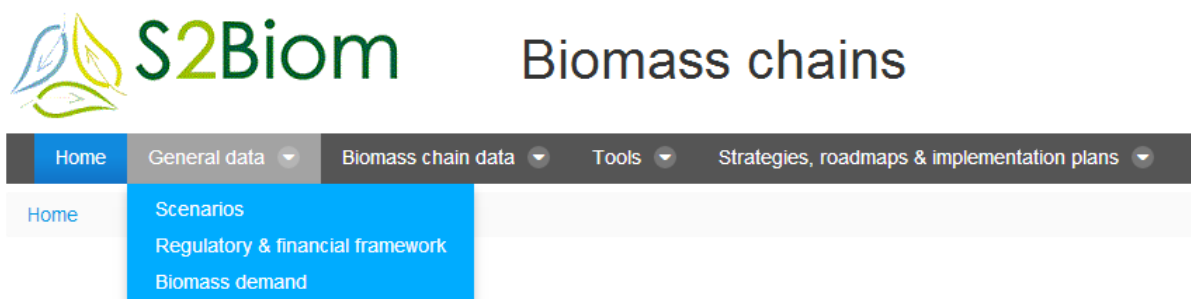 S2Biom Biomass chains
Home General data Biomass chain data Tools Strategies, roadmaps & implementation plans
Home
Scenarios
Regulatory & financial framework
Biomass demand